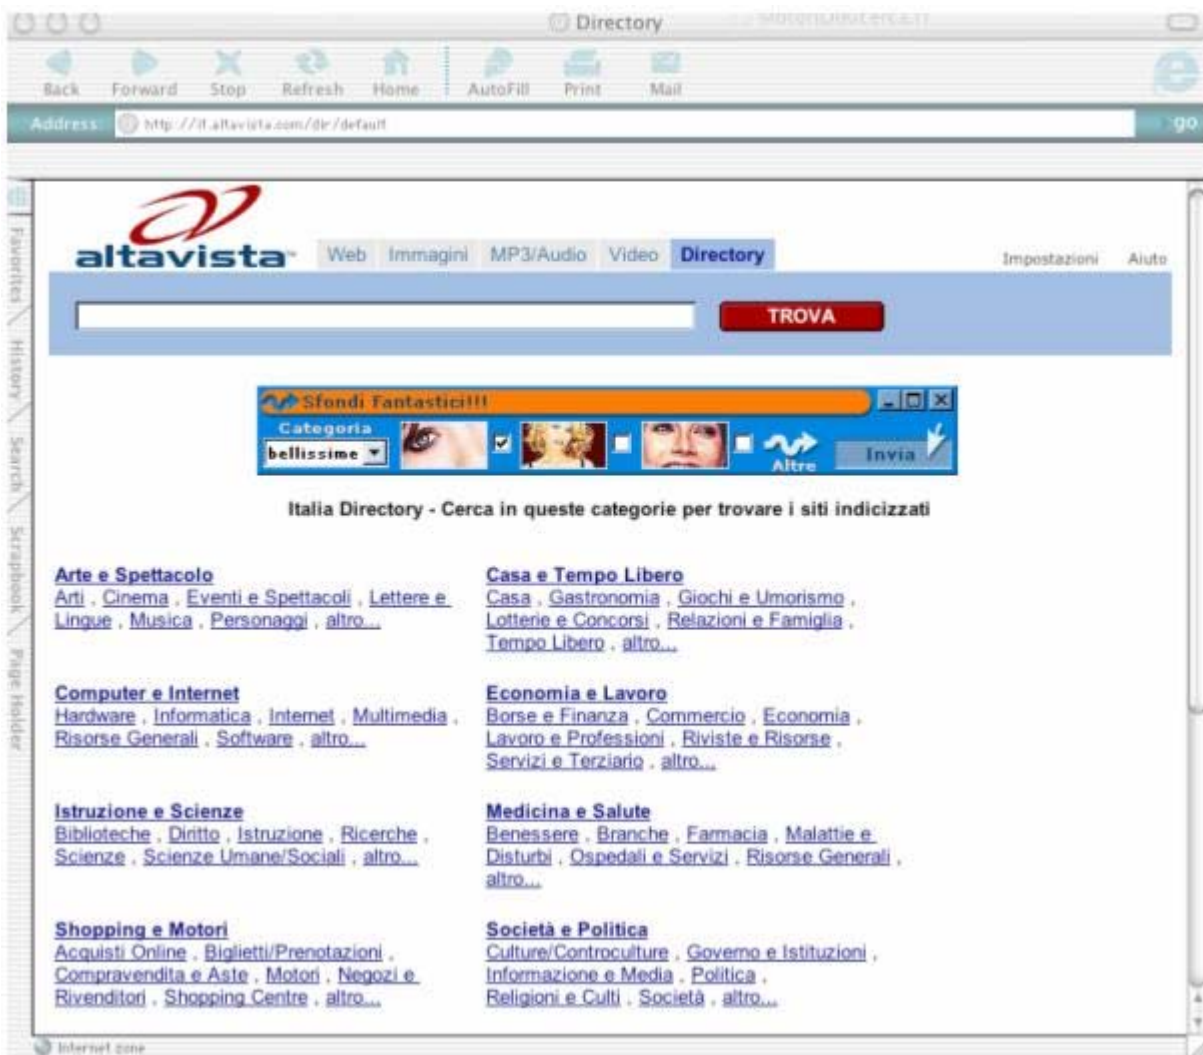 Directory
Back Forward Stop Refresh Home AutoFill Print Mail
Address: http://it.altavista.com/dir/default go
Favorites
History
Search
Scrapbook
Page Holder
altavista™ Web Immagini MP3/Audio Video Directory Impostazioni Aiuto
TROVA
Sfondi Fantastici!!!
Categoria
bellissime Altre Invia
Italia Directory - Cerca in queste categorie per trovare i siti indicizzati
Arte e Spettacolo
Arti , Cinema , Eventi e Spettacoli , Lettere e
Lingue , Musica , Personaggi , altro...
Casa e Tempo Libero
Casa , Gastronomia , Giochi e Umorismo ,
Lotterie e Concorsi , Relazioni e Famiglia ,
Tempo Libero , altro...
Computer e Internet
Hardware , Informatica , Internet , Multimedia ,
Risorse Generali , Software , altro...
Economia e Lavoro
Borse e Finanza , Commercio , Economia ,
Lavoro e Professioni , Riviste e Risorse ,
Servizi e Terziario , altro...
Istruzione e Scienze
Biblioteche , Diritto , Istruzione , Ricerche ,
Scienze , Scienze Umane/Sociali , altro...
Medicina e Salute
Benessere , Branche , Farmacia , Malattie e
Disturbi , Ospedali e Servizi , Risorse Generali ,
altro...
Shopping e Motori
Acquisti Online , Biglietti/Prenotazioni ,
Compravendita e Aste , Motori , Negozi e
Rivenditori , Shopping Centre , altro...
Società e Politica
Culture/Controculture , Governo e Istituzioni ,
Informazione e Media , Politica ,
Religioni e Culti , Società , altro...
Internet zone